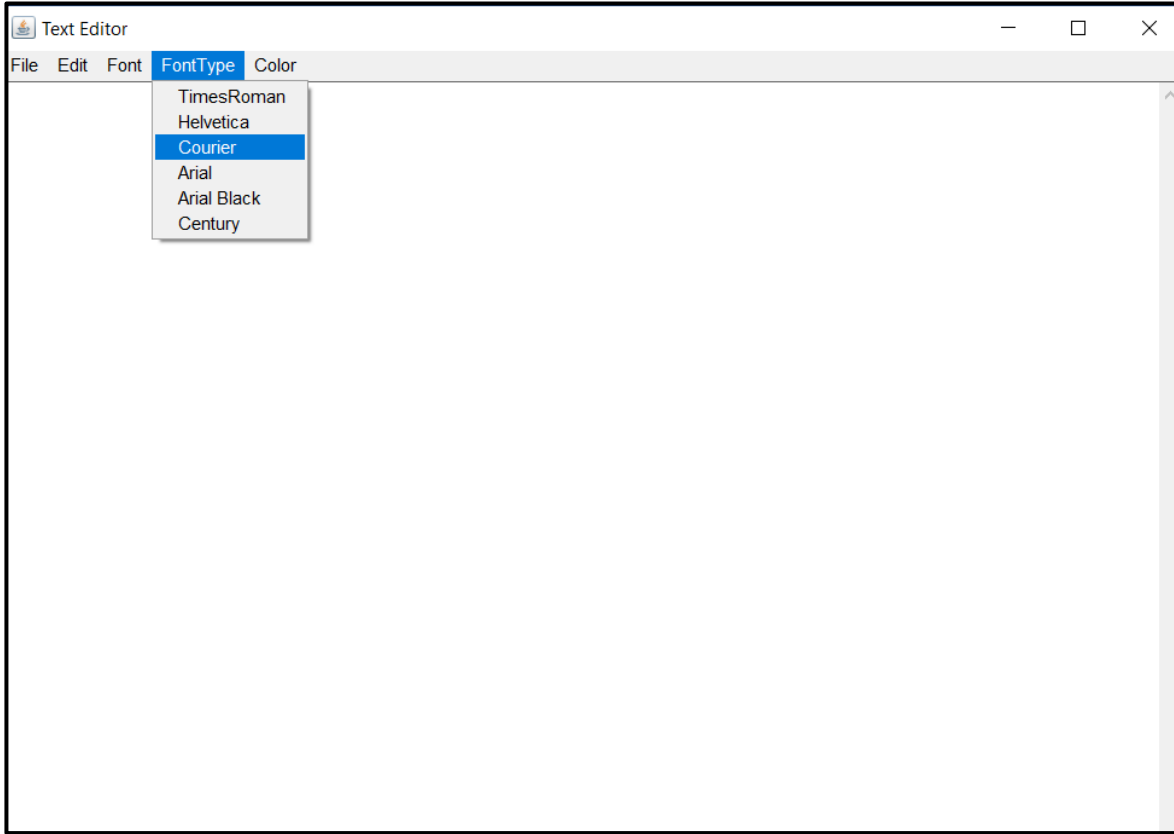 Text Editor
File Edit Font FontType Color
TimesRoman
Helvetica
Courier
Arial
Arial Black
Century